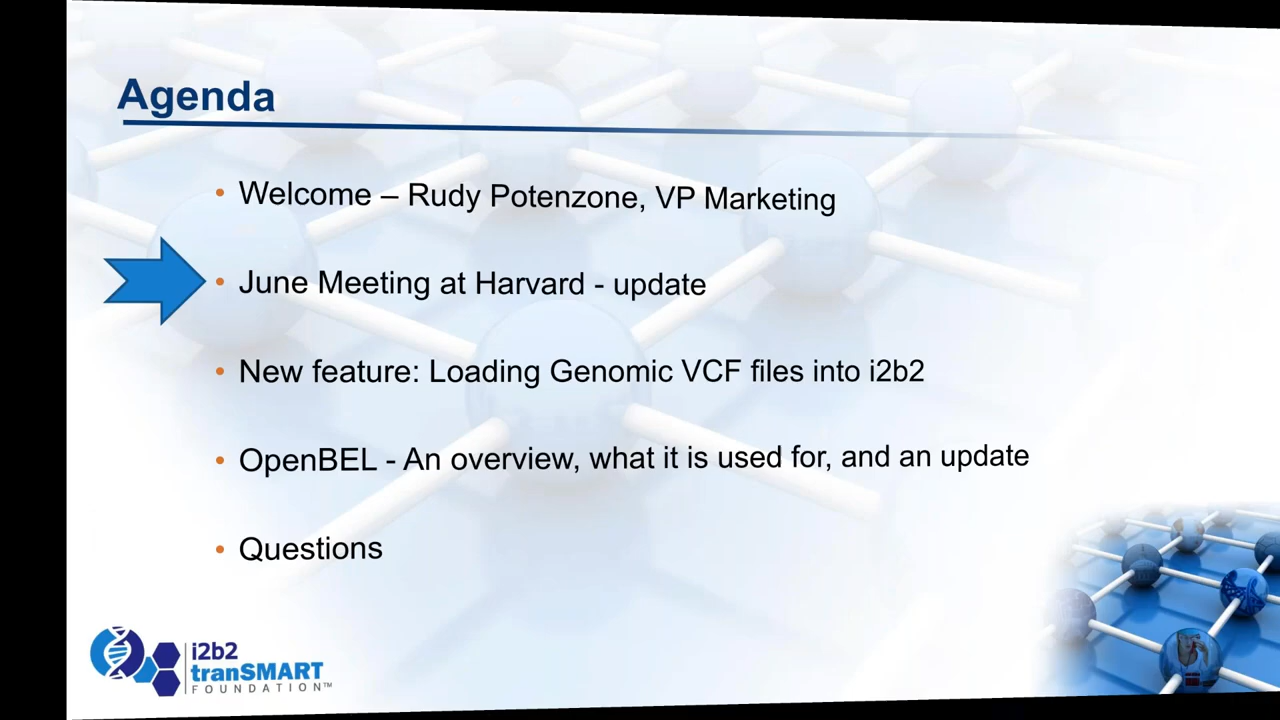 Agenda
• Welcome – Rudy Potenzone, VP Marketing
• June Meeting at Harvard - update
• New feature: Loading Genomic VCF files into i2b2
• OpenBEL - An overview, what it is used for, and an update
• Questions
i2b2
tranSMART
FOUNDATION™